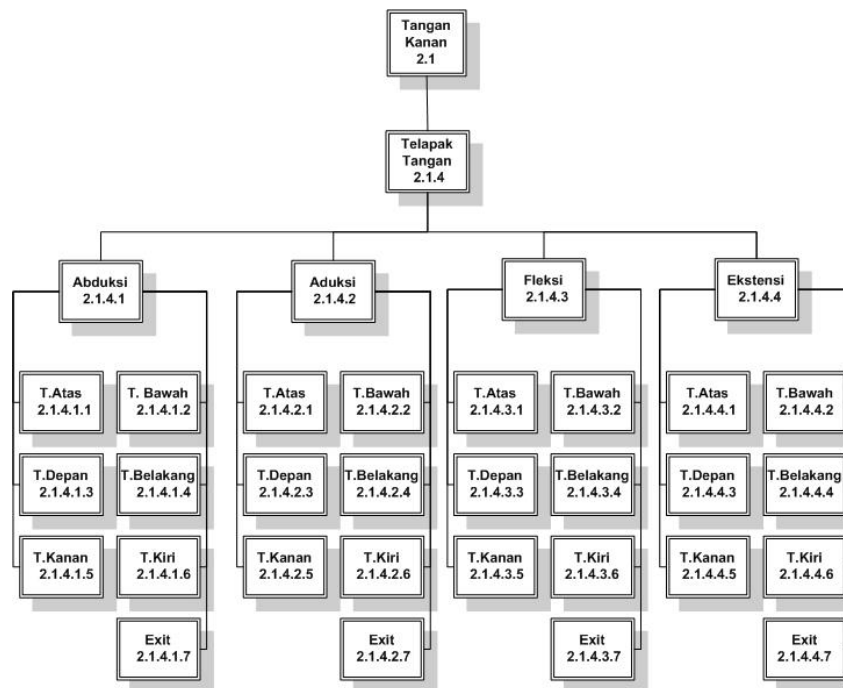 Tangan
Kanan
2.1
Telapak
Tangan
2.1.4
Abduksi
2.1.4.1
Aduksi
2.1.4.2
Fleksi
2.1.4.3
Ekstensi
2.1.4.4
T.Atas
2.1.4.1.1
T. Bawah
2.1.4.1.2
T.Atas
2.1.4.2.1
T.Bawah
2.1.4.2.2
T.Atas
2.1.4.3.1
T.Bawah
2.1.4.3.2
T.Atas
2.1.4.4.1
T.Bawah
2.1.4.4.2
T.Depan
2.1.4.1.3
T.Belakang
2.1.4.1.4
T.Depan
2.1.4.2.3
T.Belakang
2.1.4.2.4
T.Depan
2.1.4.3.3
T.Belakang
2.1.4.3.4
T.Depan
2.1.4.4.3
T.Belakang
2.1.4.4.4
T.Kanan
2.1.4.1.5
T.Kiri
2.1.4.1.6
T.Kanan
2.1.4.2.5
T.Kiri
2.1.4.2.6
T.Kanan
2.1.4.3.5
T.Kiri
2.1.4.3.6
T.Kanan
2.1.4.4.5
T.Kiri
2.1.4.4.6
Exit
2.1.4.1.7
Exit
2.1.4.2.7
Exit
2.1.4.3.7
Exit
2.1.4.4.7